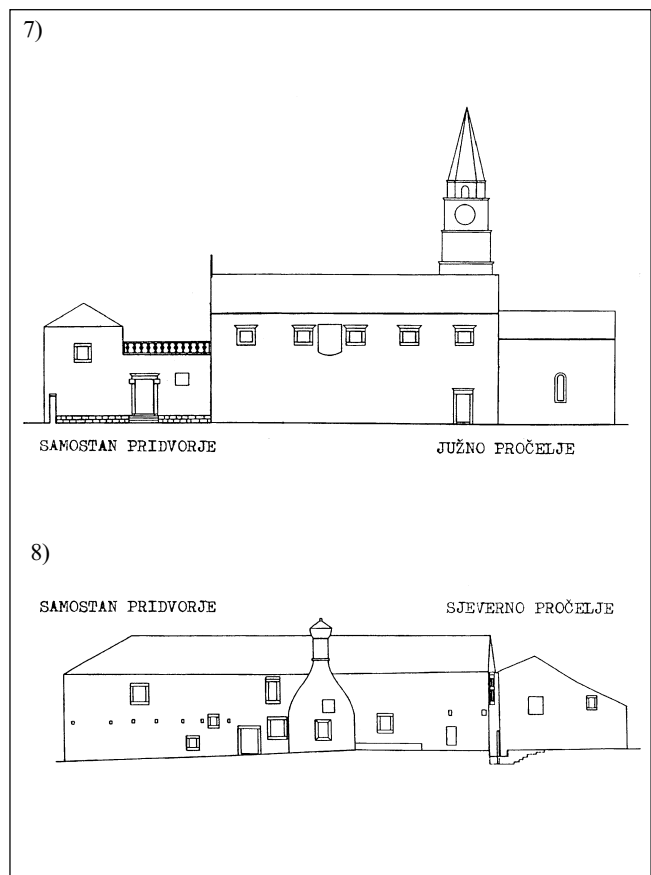 7)
SAMOSTAN PRIDVORJE
JUŽNO PROČELJE
8)
SAMOSTAN PRIDVORJE
SJEVERNO PROČELJE